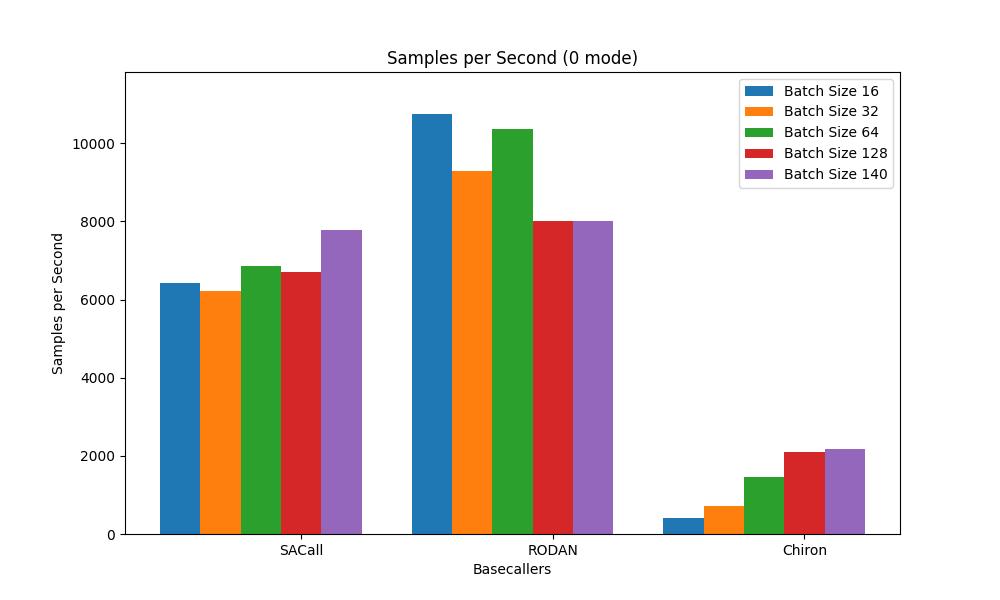 Samples per Second (0 mode)
Batch Size 16
Batch Size 32
Batch Size 64
Batch Size 128
Batch Size 140
Samples per Second
10000
8000
6000
4000
2000
0
SACall
RODAN
Chiron
Basecallers